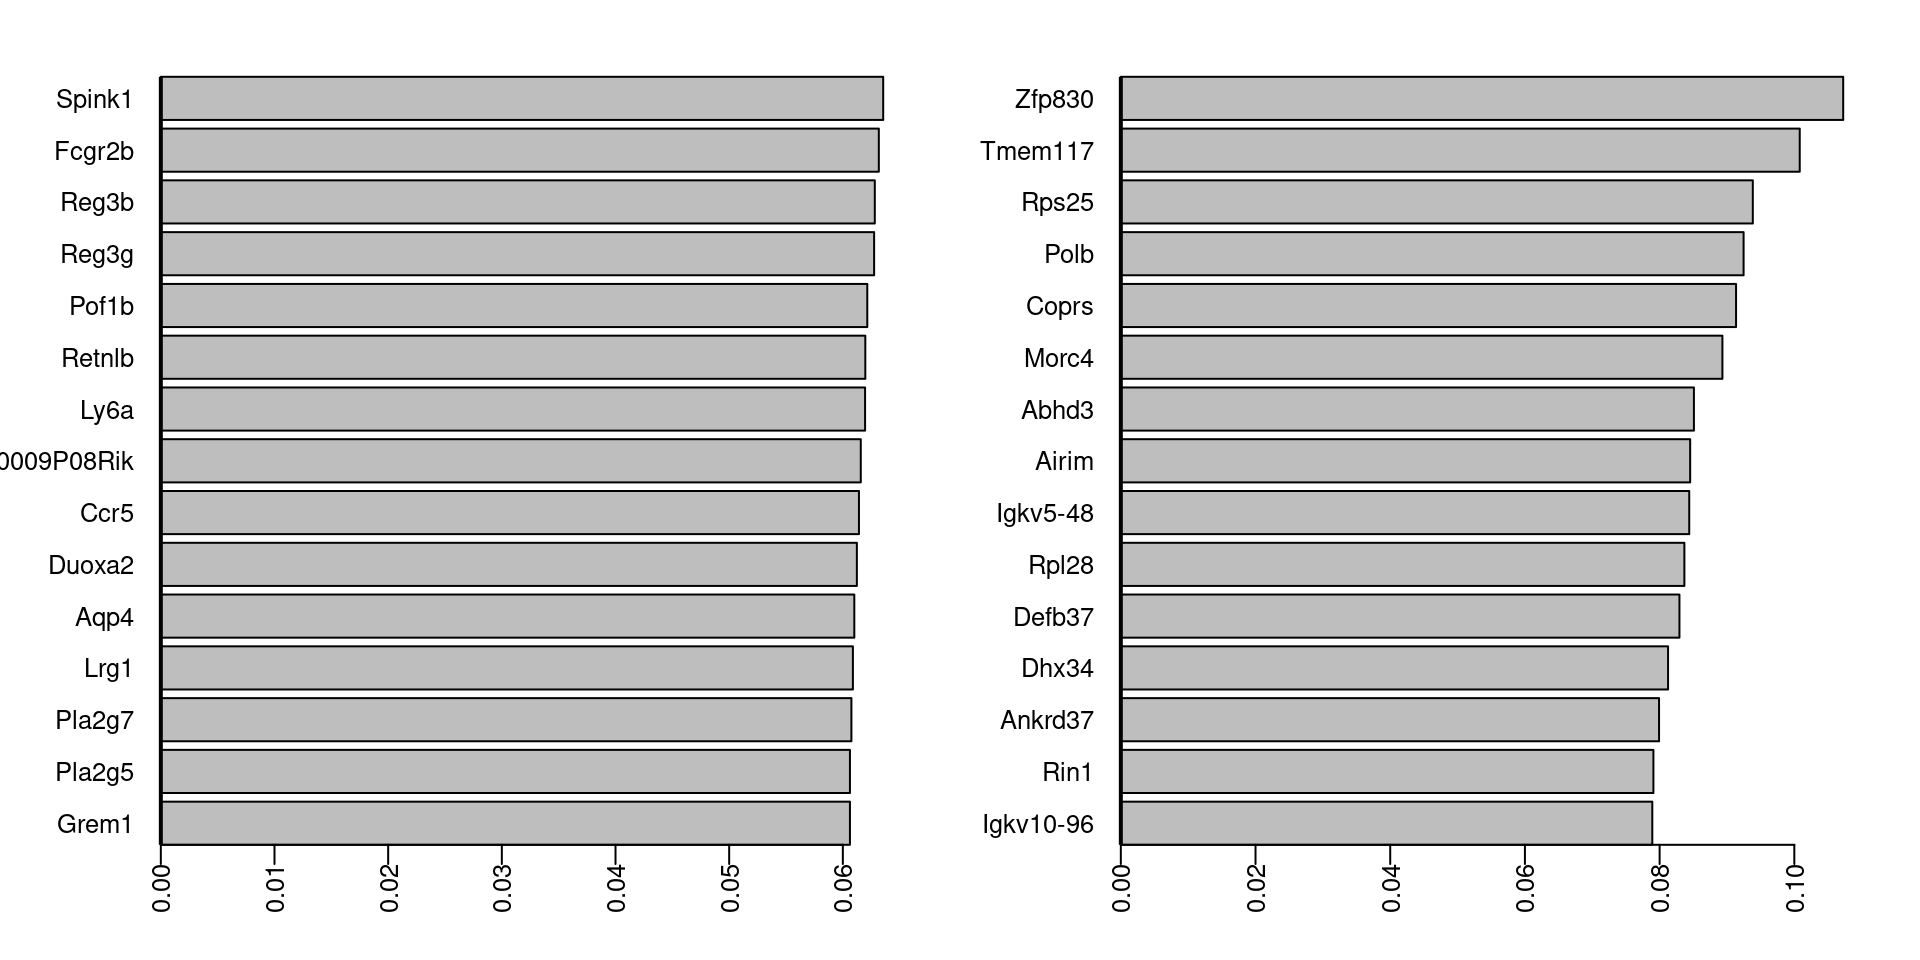 Spink1
Fcgr2b
Reg3b
Reg3g
Pof1b
Retnlb
Ly6a
0009P08Rik
Ccr5
Duoxa2
Aqp4
Lrg1
Pla2g7
Pla2g5
Grem1
0.00 0.01 0.02 0.03 0.04 0.05 0.06
Zfp830
Tmem117
Rps25
Polb
Coprs
Morc4
Abhd3
Airim
Igkv5-48
Rpl28
Defb37
Dhx34
Ankrd37
Rin1
Igkv10-96
0.00 0.02 0.04 0.06 0.08 0.10